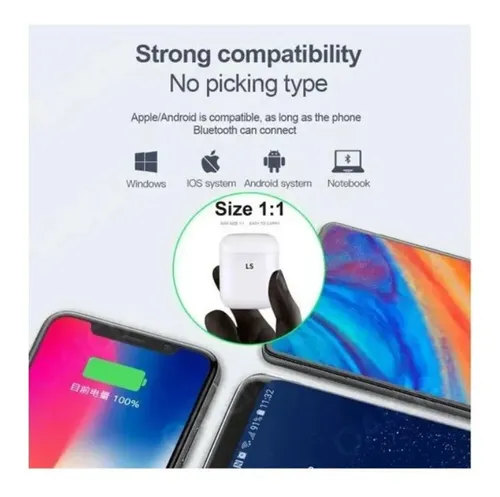 Strong compatibility
No picking type
Apple/Android is compatible, as long as the phone
Bluetooth can connect
Windows
IOS system
Android system
Notebook
Size 1:1
LS
目前电量 100%
91% 11:32